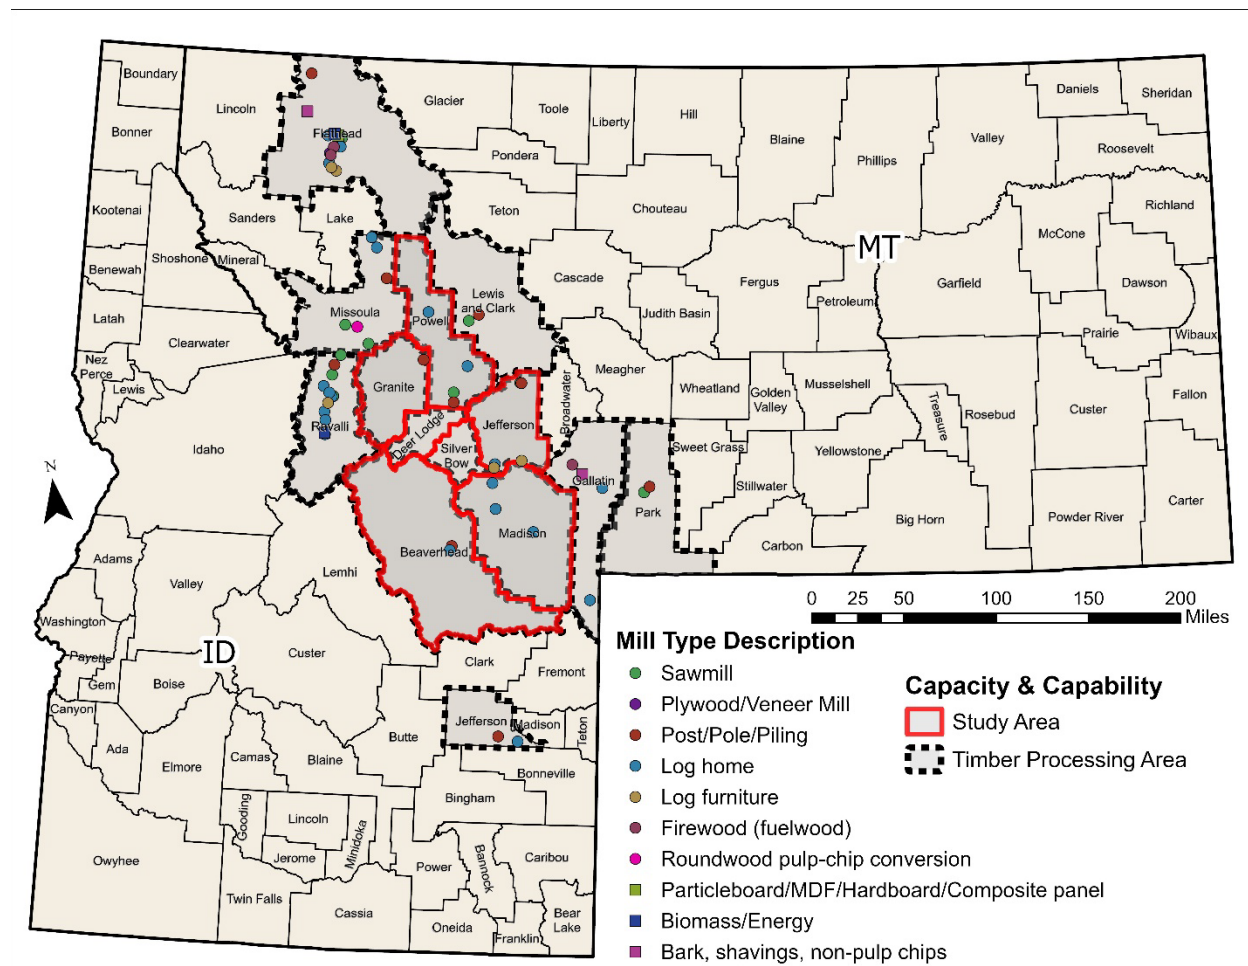 Boundary
Bonner
Kootenai
Benewah
Latah
Nez
Perce
Lewis
Shoshone
Clearwater
Idaho
Lincoln
Flathead
Glacier
Toole
Liberty
Hill
Blaine
Phillips
Valley
Daniels
Sheridan
Roosevelt
Pondera
Teton
Chouteau
Richland
McCone
Dawson
Sanders
Lake
Mineral
Missoula
Powell
Lewis
and Clark
Cascade
Fergus
Judith Basin
Petroleum
MT
Garfield
Prairie
Wibaux
Granite
Ravalli
Deer Lodge
Silver
Bow
Jefferson
Broadwater
Meagher
Wheatland
Golden
Valley
Musselshell
Treasure
Rosebud
Custer
Fallon
Sweet Grass
Stillwater
Yellowstone
Gallatin
Park
Madison
Beaverhead
Carbon
Big Horn
Powder River
Carter
N
Adams
Valley
Lemhi
Washington
Payette
Gem
Canyon
Boise
ID
Custer
Clark
Fremont
Jefferson
Madison
Teton
Butte
Ada
Elmore
Camas
Blaine
Bonneville
Bingham
Gooding
Lincoln
Minidoka
Jerome
Power
Bannock
Caribou
Owyhee
Twin Falls
Cassia
Oneida
Franklin
Bear
Lake
0 25 50 100 150 200
Miles
Mill Type Description
Sawmill
Plywood/Veneer Mill
Post/Pole/Piling
Log home
Log furniture
Firewood (fuelwood)
Roundwood pulp-chip conversion
Particleboard/MDF/Hardboard/Composite panel
Biomass/Energy
Bark, shavings, non-pulp chips
Capacity & Capability
Study Area
Timber Processing Area